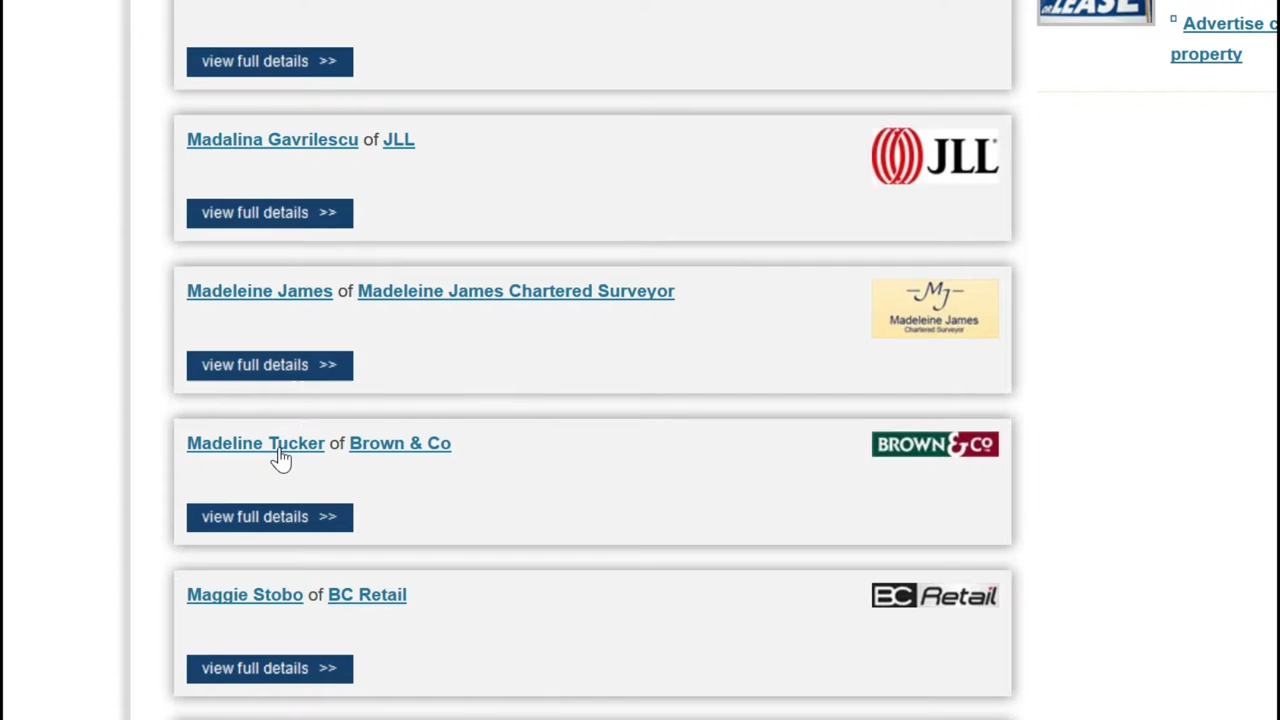 OR LEASE
Advertise
property
view full details >>
Madalina Gavrilescu of JLL
JLL
view full details >>
Madeleine James of Madeleine James Chartered Surveyor
MJ
Madeleine James
Chartered Surveyor
view full details >>
Madeline Tucker of Brown & Co
BROWN&CO
view full details >>
Maggie Stobo of BC Retail
BC Retail
view full details >>